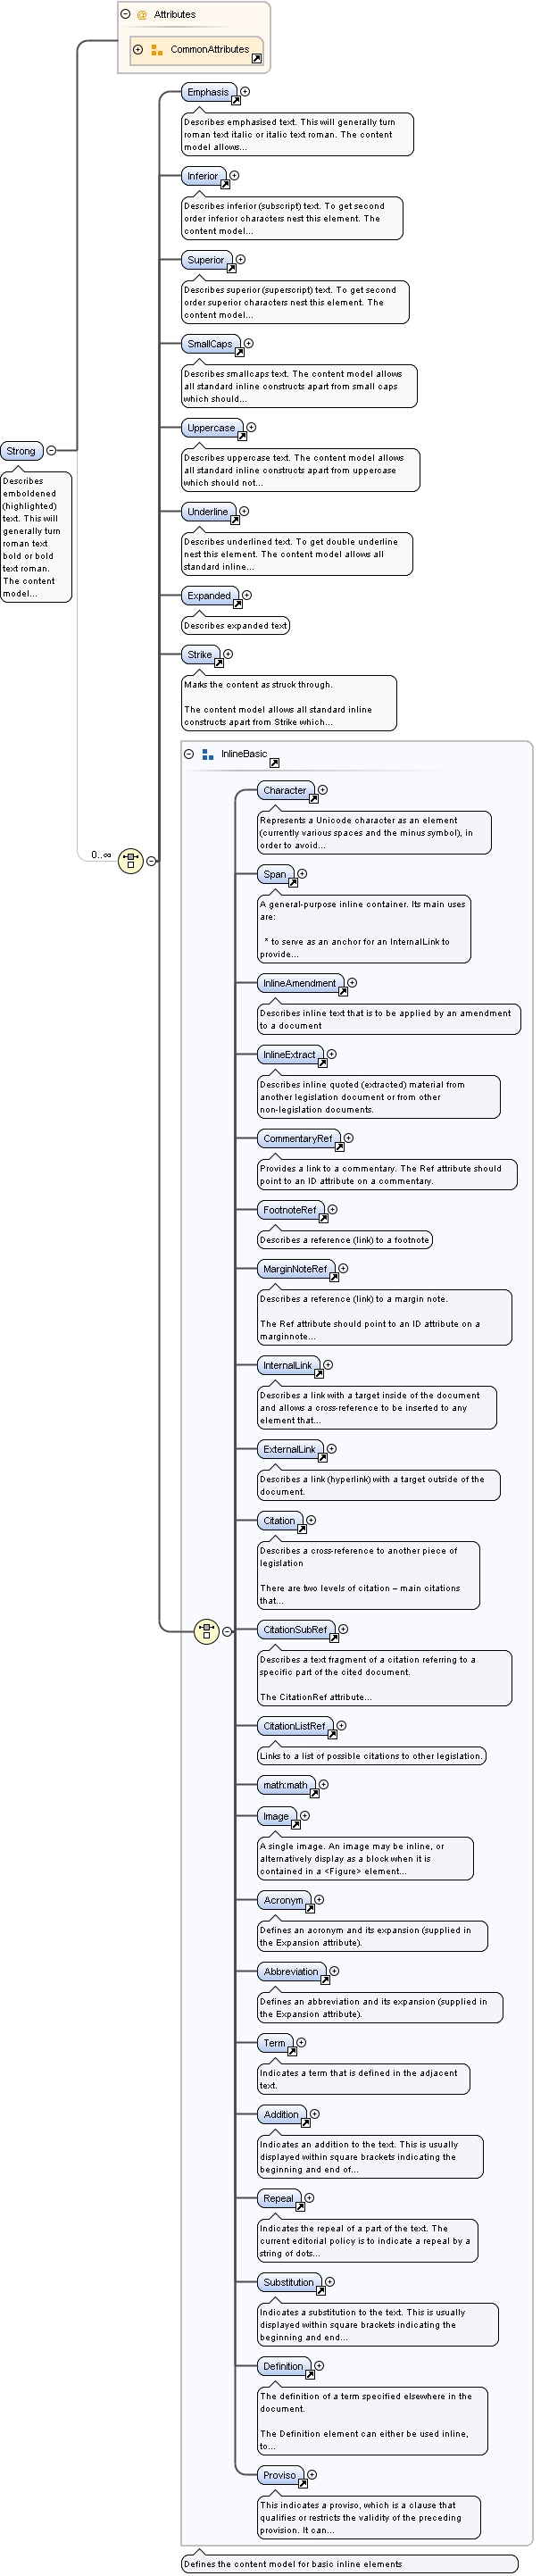 Attributes
CommonAttributes
Emphasis
Describes emphasised text. This will generally turn
roman text italic or italic text roman. The content
model allows...
Inferior
Describes inferior (subscript) text. To get second
order inferior characters nest this element. The
content model...
Superior
Describes superior (superscript) text. To get second
order superior characters nest this element. The
content model...
SmallCaps
Describes smallcaps text. The content model allows
all standard inline constructs apart from small caps
which should...
Uppercase
Describes uppercase text. The content model allows
all standard inline constructs apart from uppercase
which should not...
Strong
Describes
emboldened
(highlighted)
text. This will
generally turn
roman text
bold or bold
text roman.
The content
model...
Underline
Describes underlined text. To get double underline
nest this element. The content model allows all
standard inline...
Expanded
Describes expanded text
Strike
Marks the content as struck through.
The content model allows all standard inline
constructs apart from Strike which...
InlineBasic
0..∞
Character
Represents a Unicode character as an element
(currently various spaces and the minus symbol), in
order to avoid...
Span
A general-purpose inline container. Its main uses
are:
* to serve as an anchor for an InternalLink to
provide...
InlineAmendment
Describes inline text that is to be applied by an amendment
to a document
InlineExtract
Describes inline quoted (extracted) material from
another legislation document or from other
non-legislation documents.
CommentaryRef
Provides a link to a commentary. The Ref attribute should
point to an ID attribute on a commentary.
FootnoteRef
Describes a reference (link) to a footnote
MarginNoteRef
Describes a reference (link) to a margin note.
The Ref attribute should point to an ID attribute on a
marginnote...
InternalLink
Describes a link with a target inside of the document
and allows a cross-reference to be inserted to any
element that...
ExternalLink
Describes a link (hyperlink) with a target outside of the
document.
Citation
Describes a cross-reference to another piece of
legislation
There are two levels of citation – main citations
that...
CitationSubRef
Describes a text fragment of a citation referring to a
specific part of the cited document.
The CitationRef attribute...
CitationListRef
Links to a list of possible citations to other legislation.
math:math
Image
A single image. An image may be inline, or
alternatively display as a block when it is
contained in a <Figure> element...
Acronym
Defines an acronym and its expansion (supplied in
the Expansion attribute).
Abbreviation
Defines an abbreviation and its expansion (supplied in
the Expansion attribute).
Term
Indicates a term that is defined in the adjacent
text.
Addition
Indicates an addition to the text. This is usually
displayed within square brackets indicating the
beginning and end of...
Repeal
Indicates the repeal of a part of the text. The
current editorial policy is to indicate a repeal by a
string of dots...
Substitution
Indicates a substitution to the text. This is usually
displayed within square brackets indicating the
beginning and end...
Definition
The definition of a term specified elsewhere in the
document.
The Definition element can either be used inline,
to...
Proviso
This indicates a proviso, which is a clause that
qualifies or restricts the validity of the preceding
provision. It can...
Defines the content model for basic inline elements